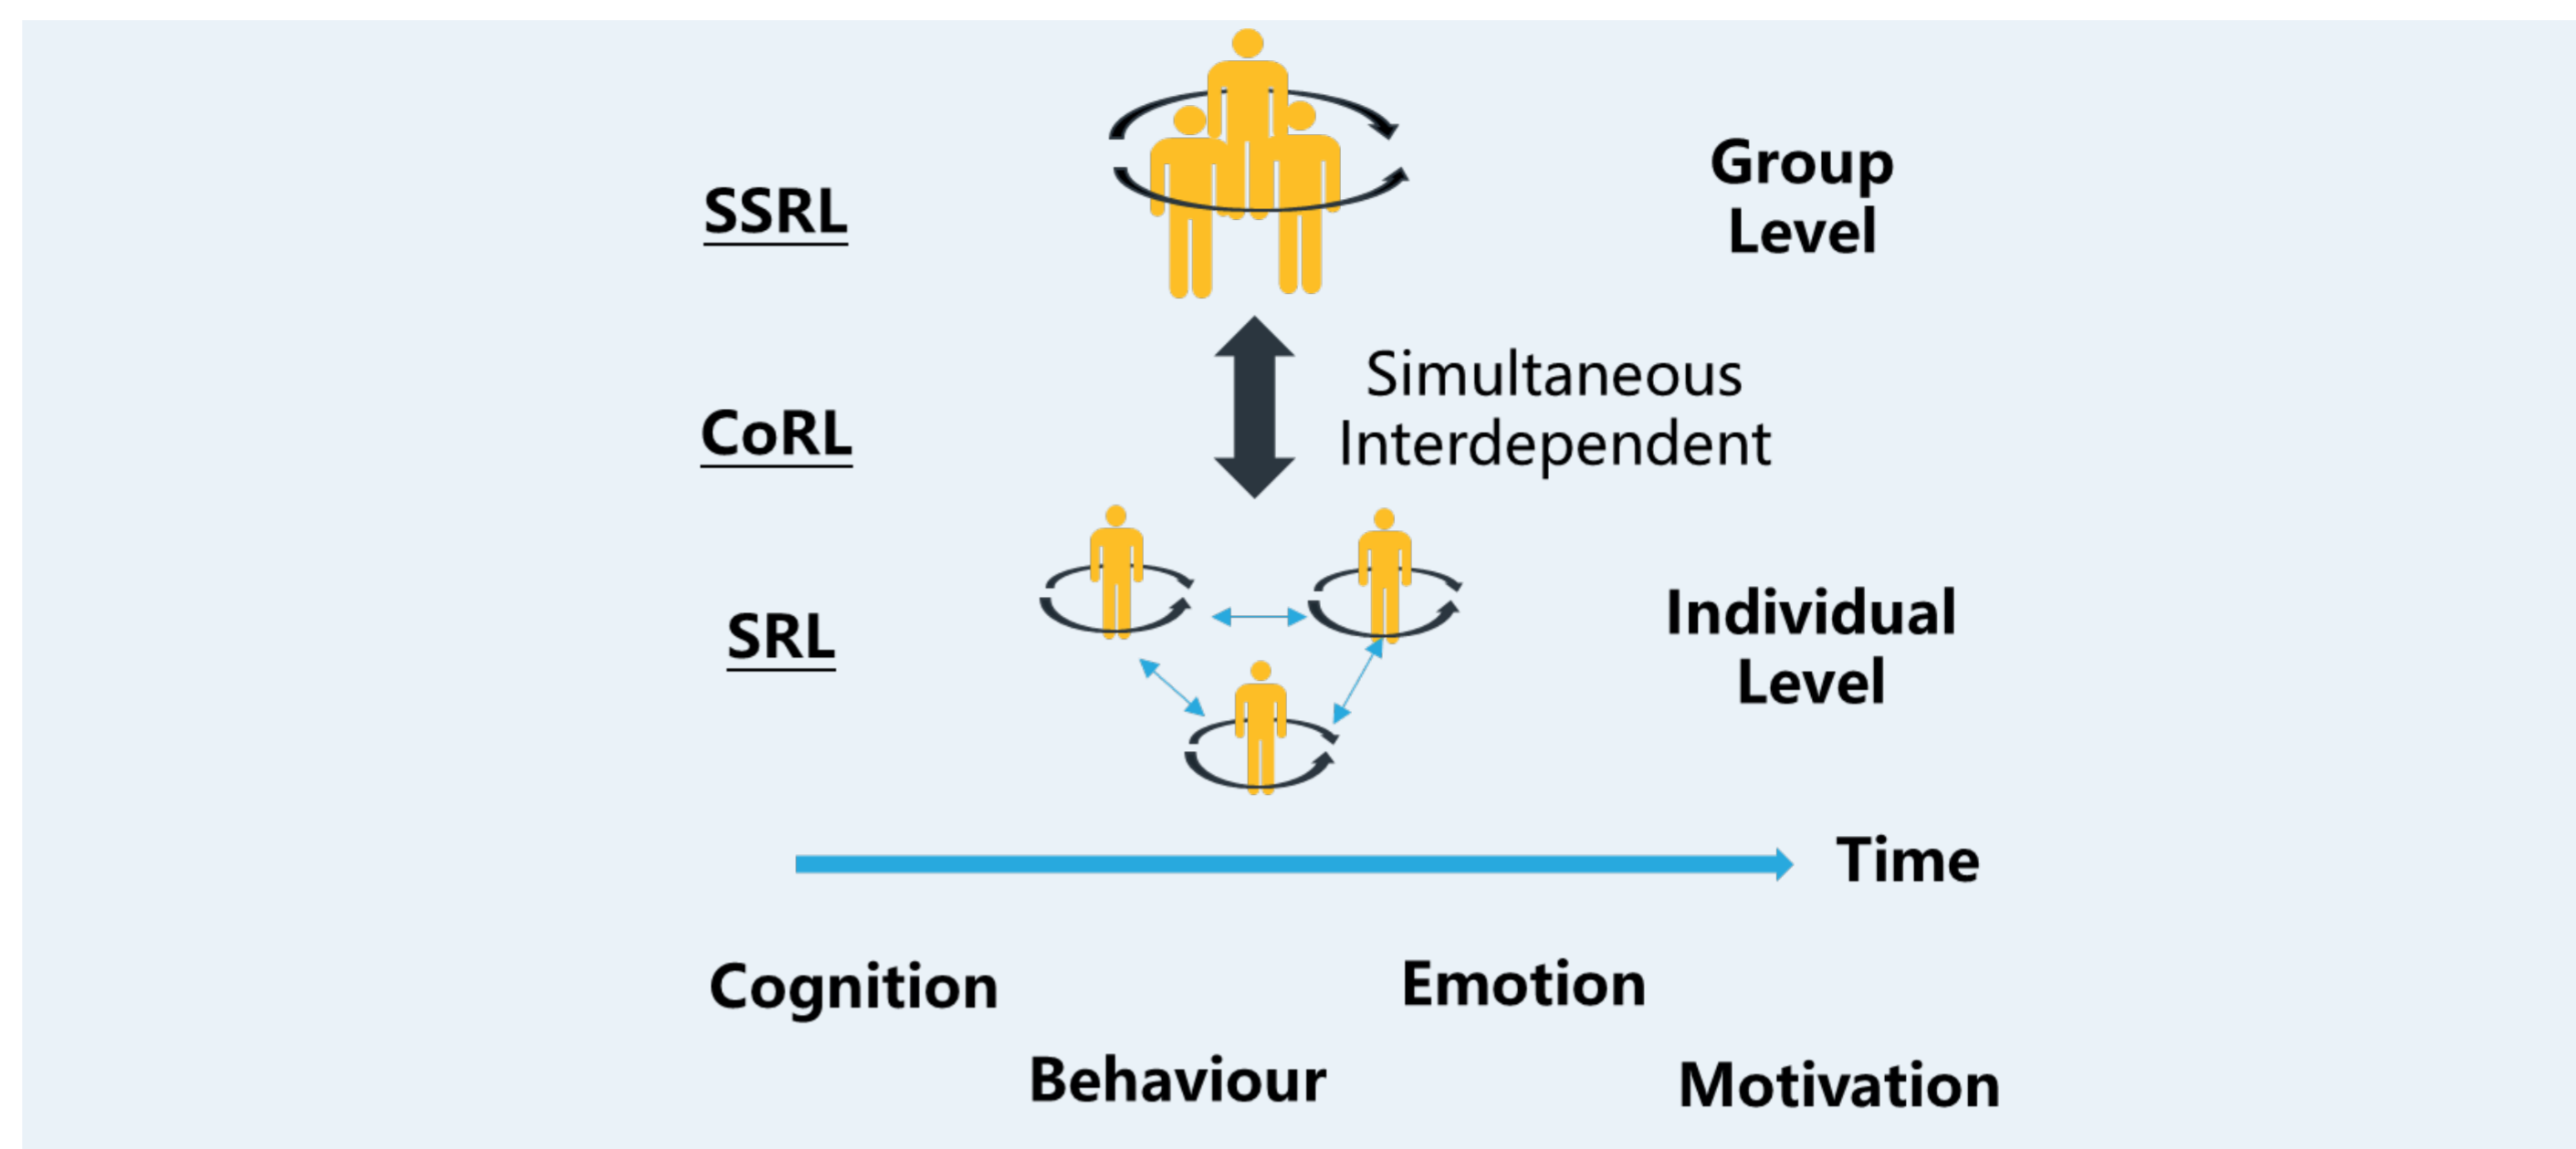 SSRL
Group
Level
CoRL
Simultaneous
Interdependent
SRL
Individual
Level
Time
Cognition
Emotion
Behaviour
Motivation